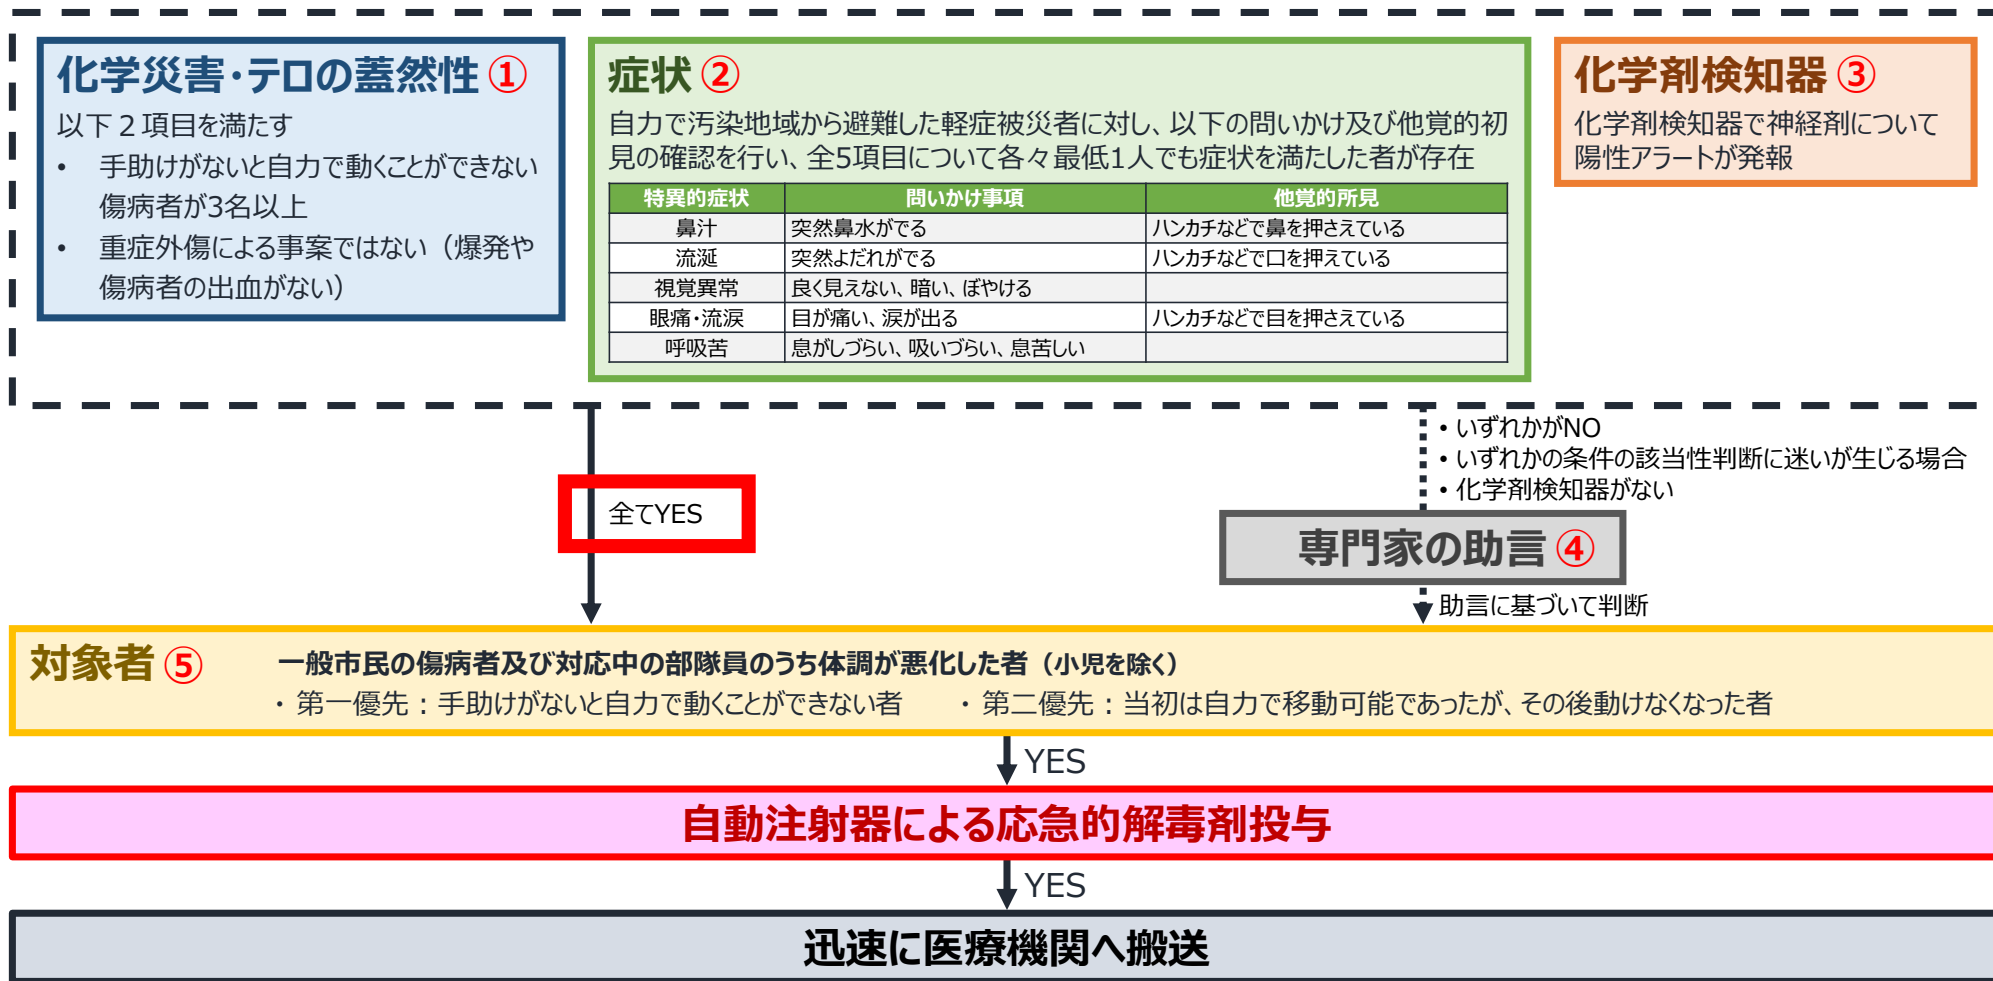 化学災害・テロの蓋然性 ①
以下２項目を満たす
• 手助けがないと自力で動くことができない
傷病者が3名以上
• 重症外傷による事案ではない（爆発や
傷病者の出血がない）
症状 ②
自力で汚染地域から避難した軽症被災者に対し、以下の問いかけ及び他覚的初
見の確認を行い、全5項目について各々最低1人でも症状を満たした者が存在
特異的症状 問いかけ事項 他覚的所見
鼻汁 突然鼻水がでる ハンカチなどで鼻を押さえている
流涎 突然よだれがでる ハンカチなどで口を押えている
視覚異常 良く見えない、暗い、ぼやける
眼痛・流涙 目が痛い、涙が出る ハンカチなどで目を押さえている
呼吸苦 息がしづらい、吸いづらい、息苦しい
化学剤検知器 ③
化学剤検知器で神経剤について
陽性アラートが発報
全てYES
・いずれかがNO
・いずれかの条件の該当性判断に迷いが生じる場合
・化学剤検知器がない
専門家の助言 ④
助言に基づいて判断
対象者 ⑤
一般市民の傷病者及び対応中の部隊員のうち体調が悪化した者（小児を除く）
・ 第一優先：手助けがないと自力で動くことができない者 ・ 第二優先：当初は自力で移動可能であったが、その後動けなくなった者
YES
自動注射器による応急的解毒剤投与
YES
迅速に医療機関へ搬送